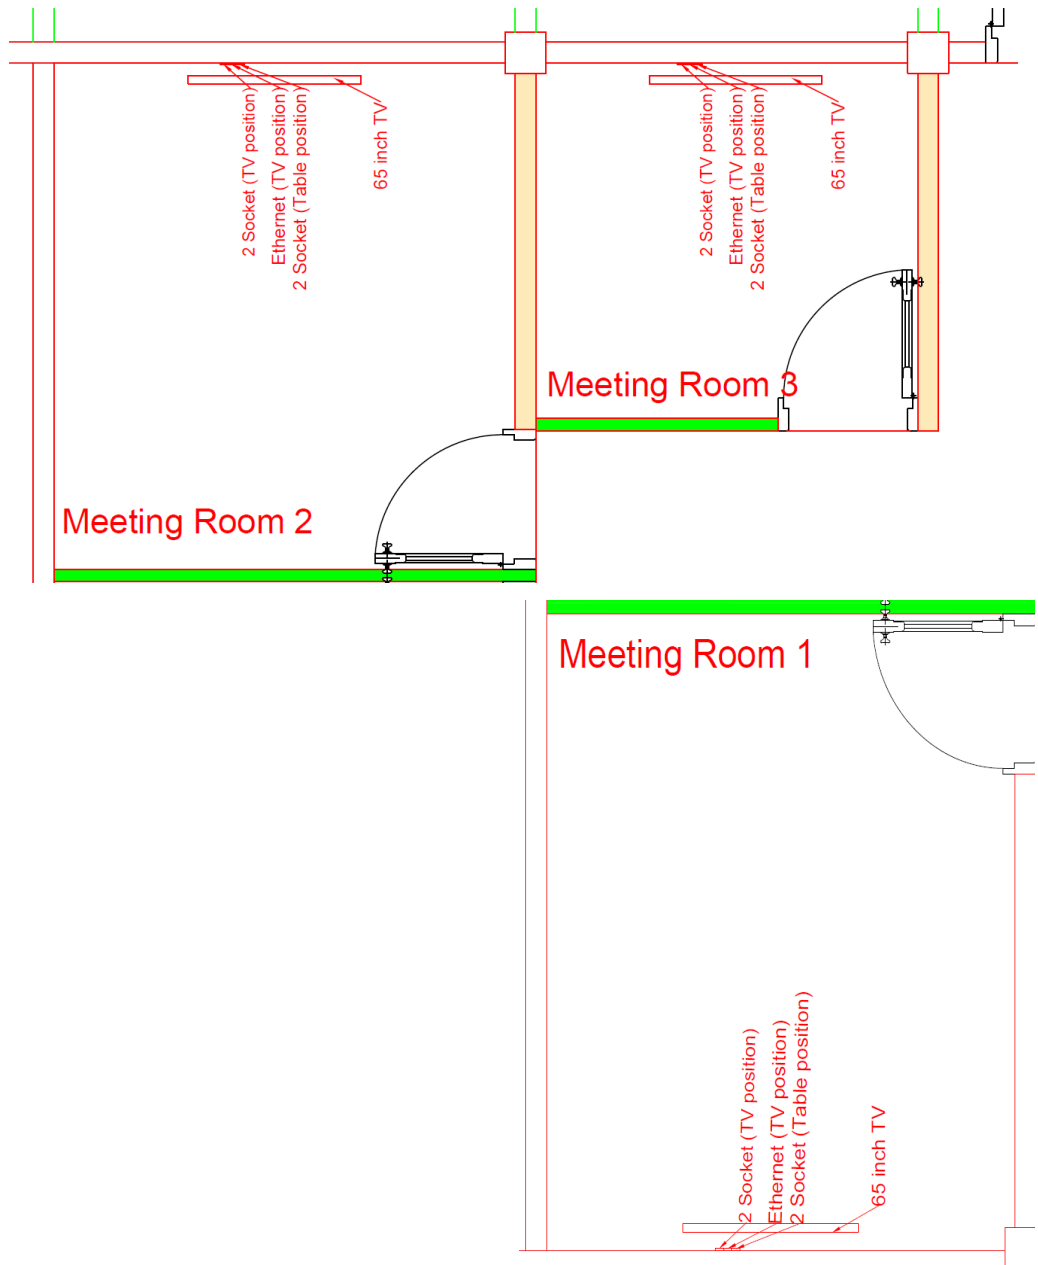 2 Socket (TV position)
Ethernet (TV position)
2 Socket (Table position)
65 inch TV
Meeting Room 2
2 Socket (TV position)
Ethernet (TV position)
2 Socket (Table position)
65 inch TV
Meeting Room 3
Meeting Room 1
2 Socket (TV position)
Ethernet (TV position)
2 Socket (Table position)
65 inch TV